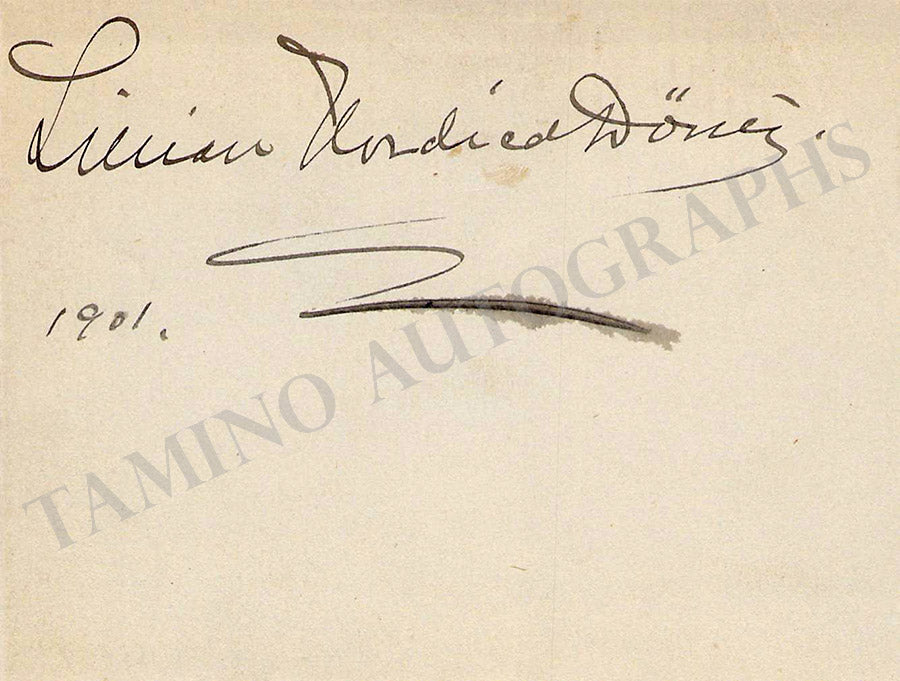 Lillian Nordica Döme.
1901.
TAMINO AUTOGRAPHS